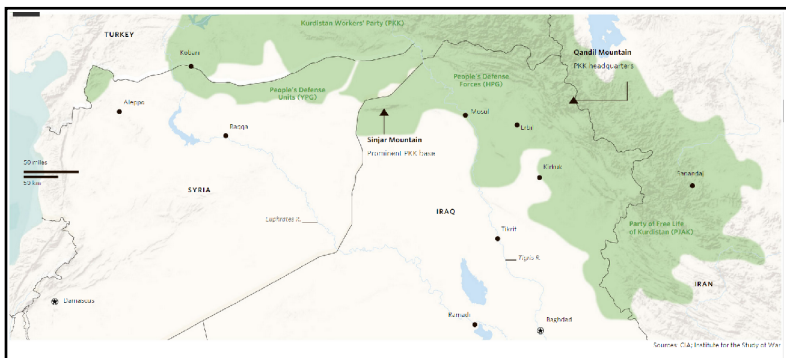 Kurdistan Workers' Party (PKK)
TURKEY
Qandil Mountain
PKK headquarters
Kobani
People's Defense
Forces (HPG)
People's Defense
Units (YPG)
Aleppo
Mosul
Erbil
Raqqa
Sinjar Mountain
Prominent PKK base
50 miles
50 km
Kirkuk
Sanandaj
SYRIA
Euphrates R.
IRAQ
Party of Free Life
of Kurdistan (PJAK)
Tikrit
Tigris R.
IRAN
Damascus
Ramadi
Baghdad
Sources: CIA; Institute for the Study of War